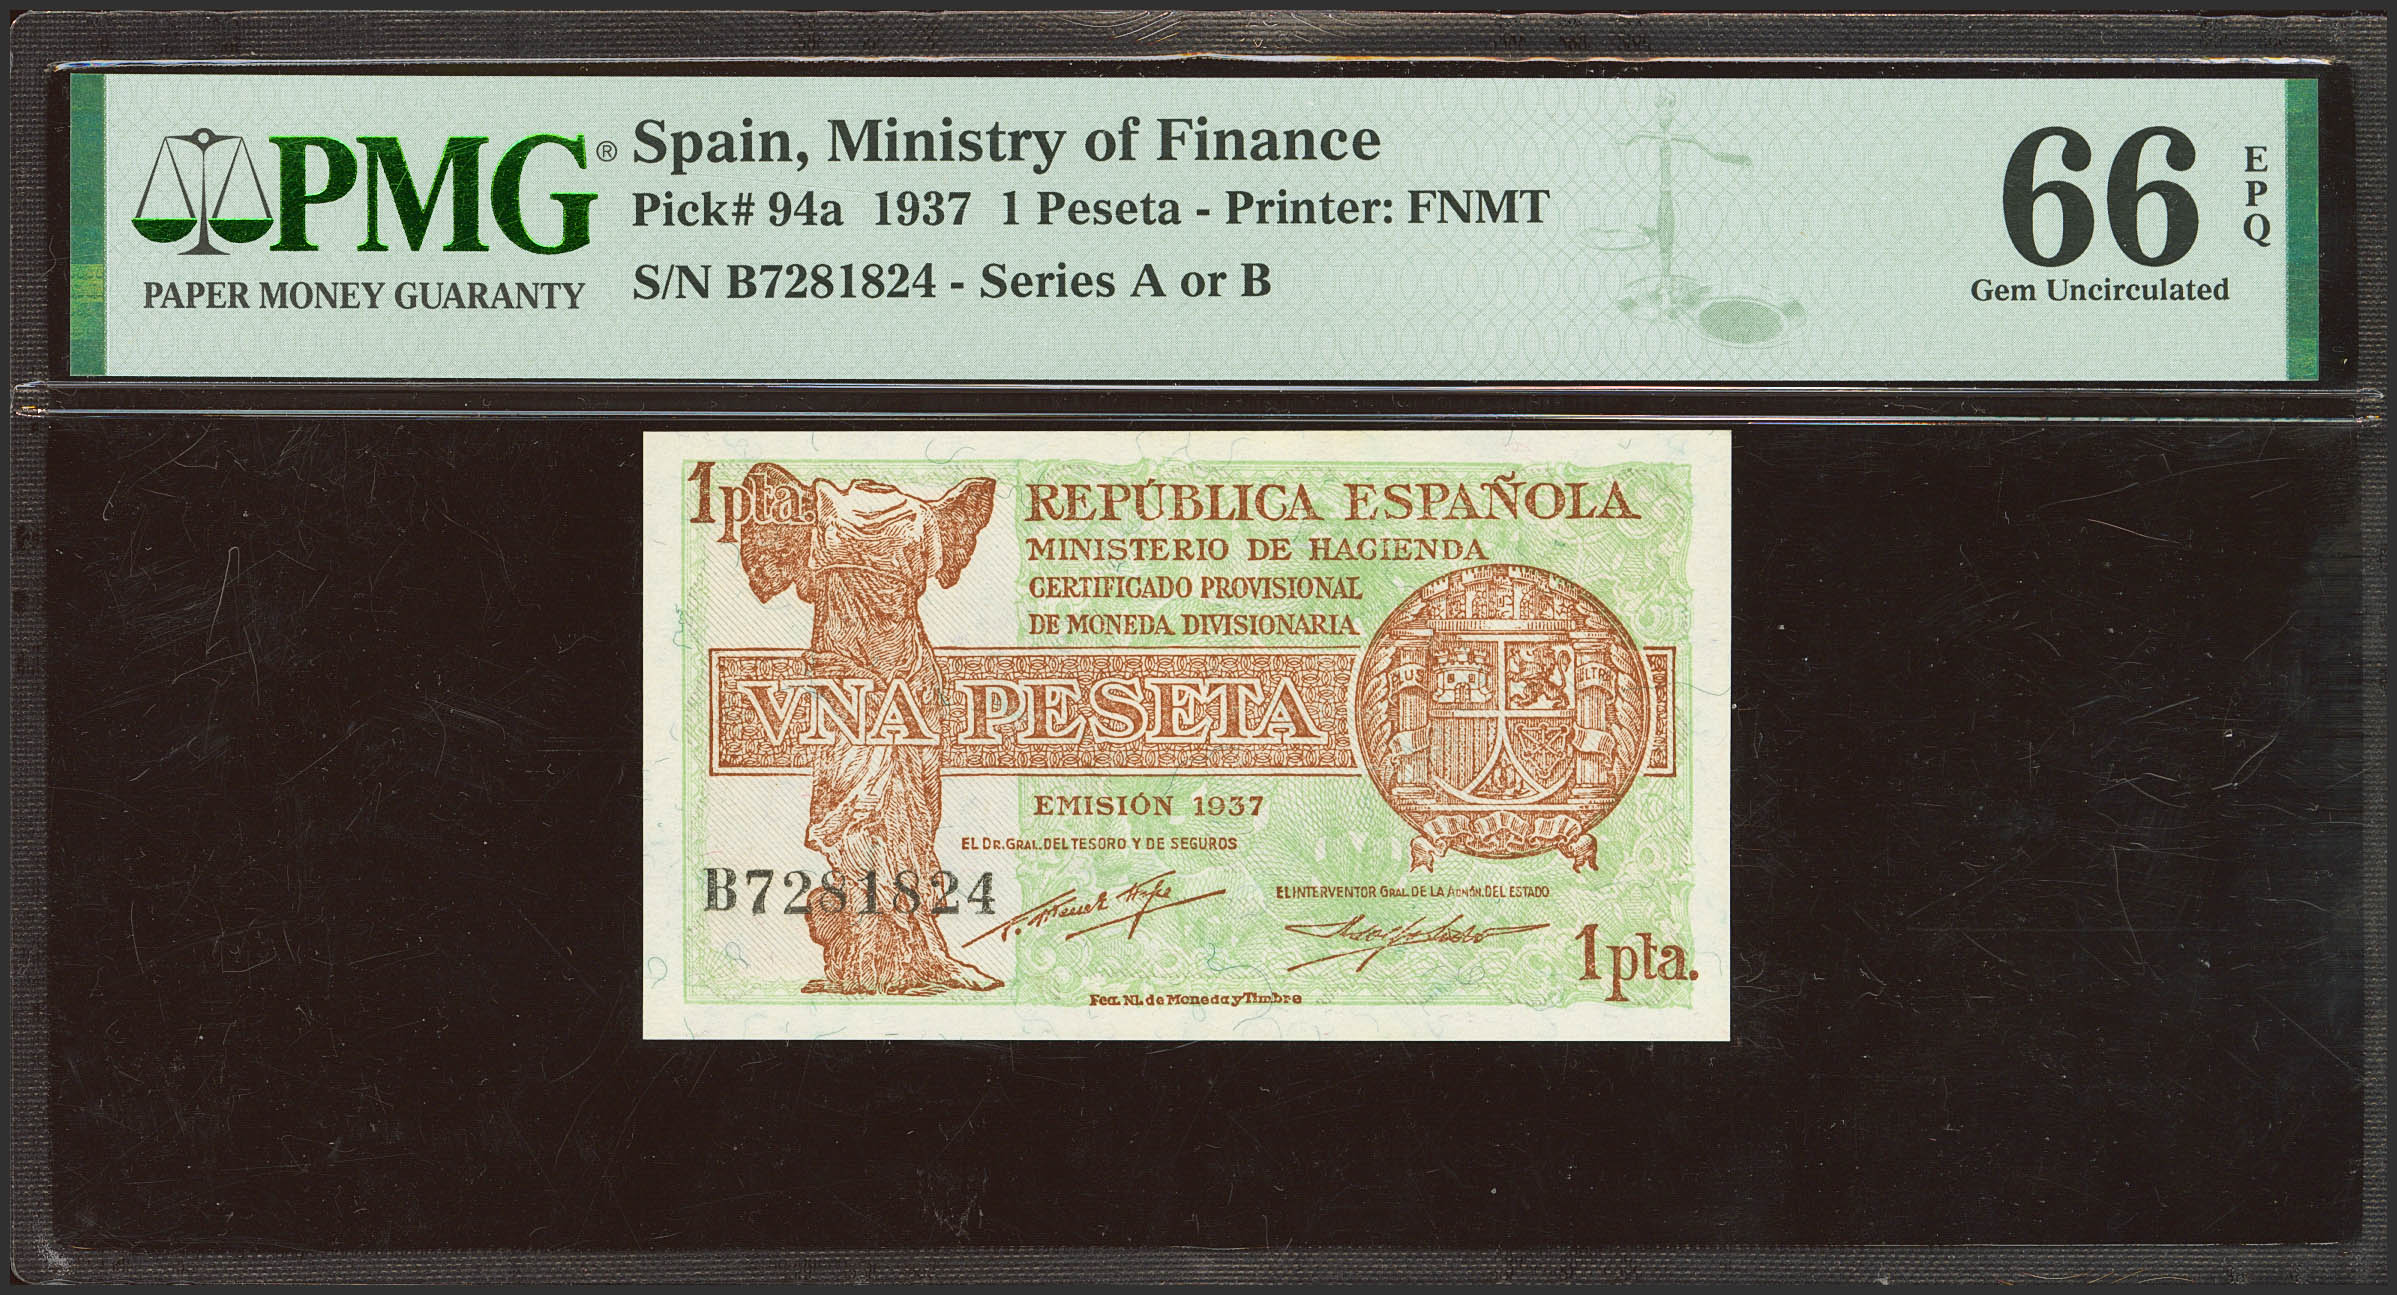 PMG®
PAPER MONEY GUARANTY
Spain, Ministry of Finance
Pick# 94a 1937 1 Peseta - Printer: FNMT
S/N B7281824 - Series A or B
66
EPQ
Gem Uncirculated
1pta.
REPÚBLICA ESPAÑOLA
MINISTERIO DE HACIENDA
CERTIFICADO PROVISIONAL
DE MONEDA DIVISIONARIA
PLUS
ULTRA
VNA PESETA
EMISIÓN 1937
EL DR. GRAL. DEL TESORO Y DE SEGUROS
B7281824
EL INTERVENTOR GRAL. DE LA ADMÓN. DEL ESTADO
1pta.
Fca. Nl. de Moneda y Timbre